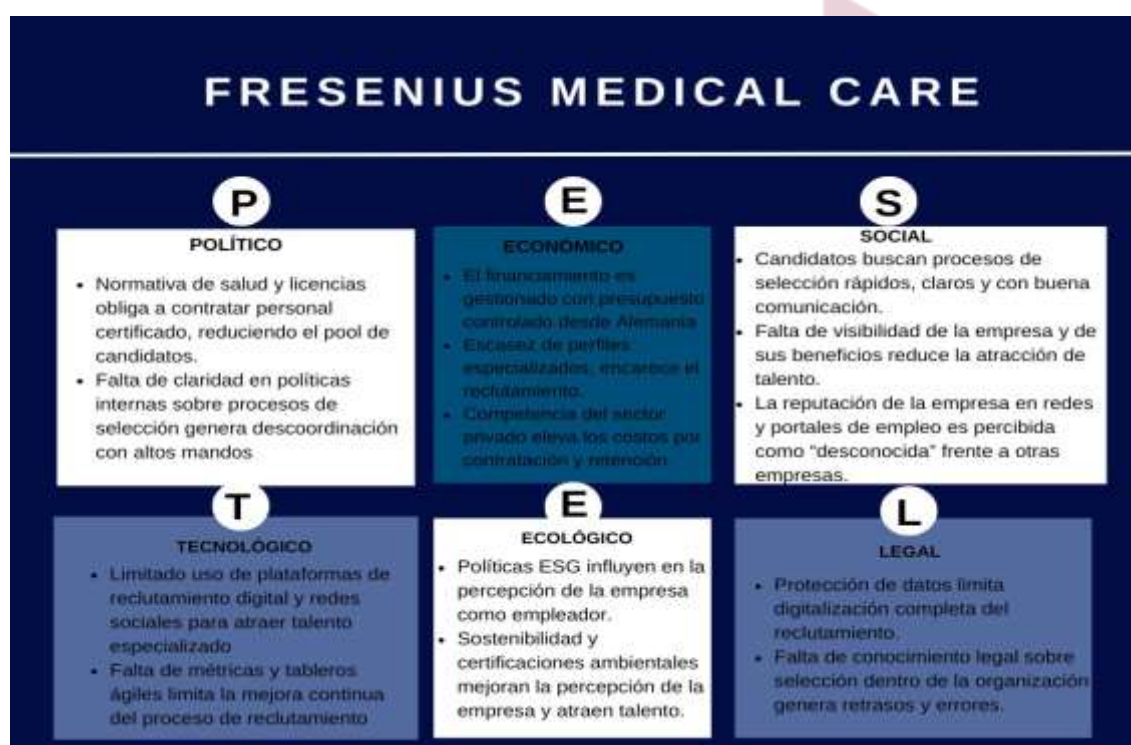 FRESENIUS MEDICAL CARE
P
POLÍTICO
• Normativa de salud y licencias
obliga a contratar personal
certificado, reduciendo el pool de
candidatos.
• Falta de claridad en políticas
internas sobre procesos de
selección genera descoordinación
con altos mandos
E
ECONÓMICO
• El financiamiento es
gestionado con presupuesto
controlado desde Alemania
• Escasez de perfiles
especializados, encarece el
reclutamiento.
• Competencia del sector
privado eleva los costos por
contratación y retención
S
SOCIAL
• Candidatos buscan procesos de
selección rápidos, claros y con buena
comunicación.
• Falta de visibilidad de la empresa y de
sus beneficios reduce la atracción de
talento.
• La reputación de la empresa en redes
y portales de empleo es percibida
como “desconocida” frente a otras
empresas.
T
TECNOLÓGICO
• Limitado uso de plataformas de
reclutamiento digital y redes
sociales para atraer talento
especializado
• Falta de métricas y tableros
ágiles limita la mejora continua
del proceso de reclutamiento
E
ECOLÓGICO
• Políticas ESG influyen en la
percepción de la empresa
como empleador.
• Sostenibilidad y
certificaciones ambientales
mejoran la percepción de la
empresa y atraen talento.
L
LEGAL
• Protección de datos limita
digitalización completa del
reclutamiento.
• Falta de conocimiento legal sobre
selección dentro de la organización
genera retrasos y errores.